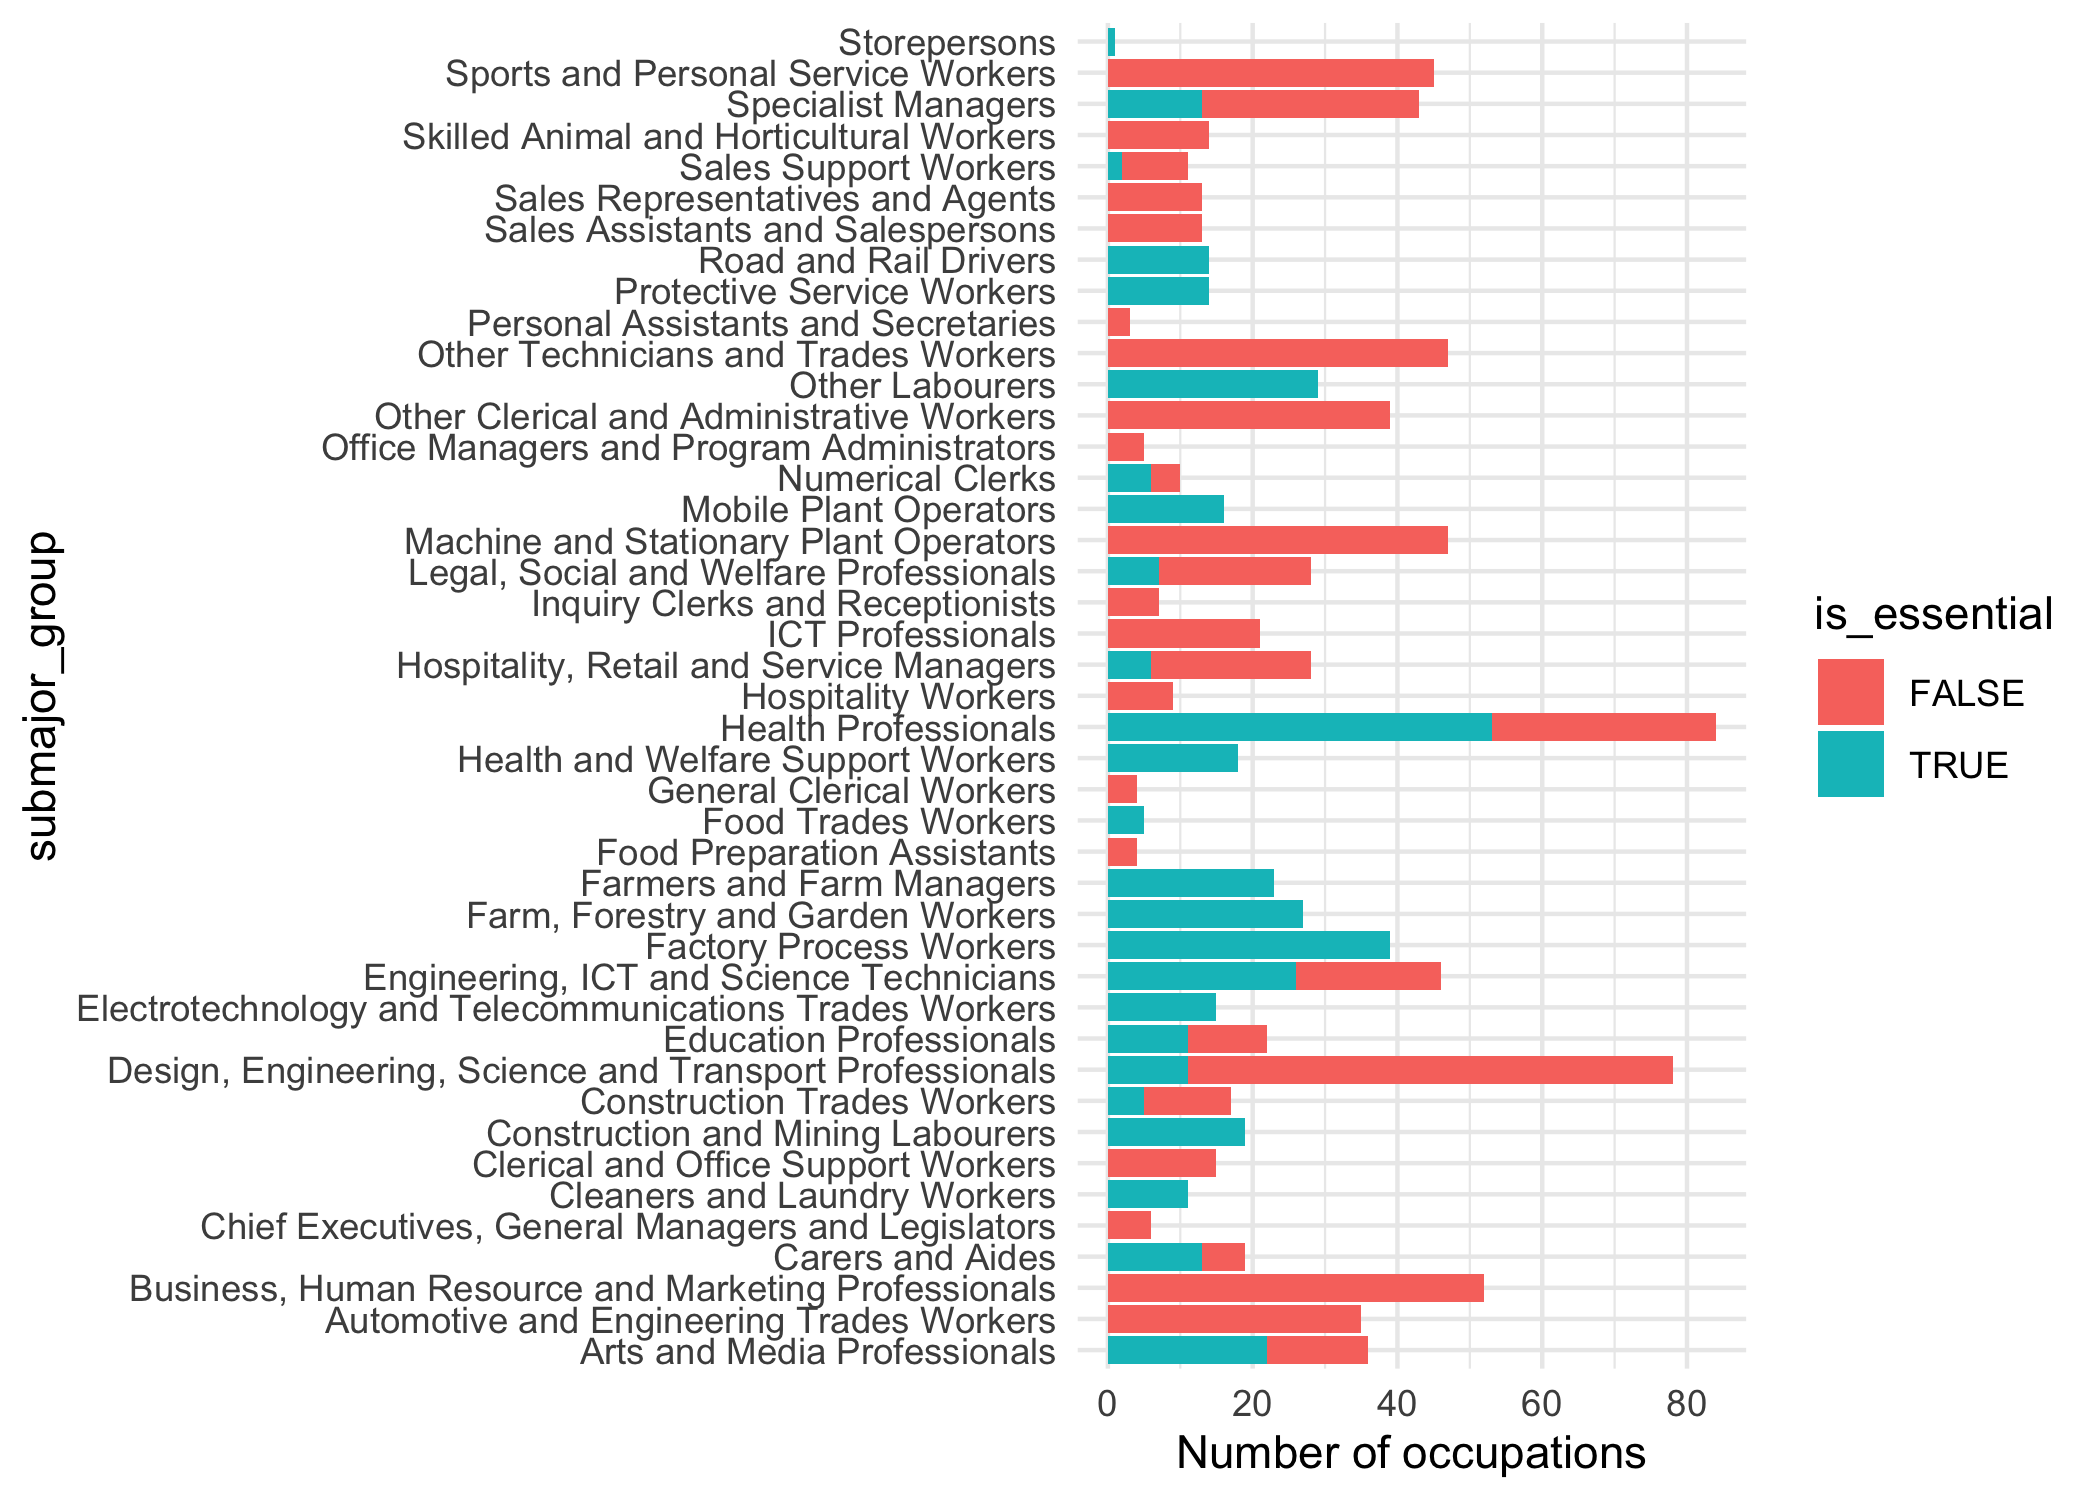 submajor_group
Storepersons
Sports and Personal Service Workers
Specialist Managers
Skilled Animal and Horticultural Workers
Sales Support Workers
Sales Representatives and Agents
Sales Assistants and Salespersons
Road and Rail Drivers
Protective Service Workers
Personal Assistants and Secretaries
Other Technicians and Trades Workers
Other Labourers
Other Clerical and Administrative Workers
Office Managers and Program Administrators
Numerical Clerks
Mobile Plant Operators
Machine and Stationary Plant Operators
Legal, Social and Welfare Professionals
Inquiry Clerks and Receptionists
ICT Professionals
Hospitality, Retail and Service Managers
Hospitality Workers
Health Professionals
Health and Welfare Support Workers
General Clerical Workers
Food Trades Workers
Food Preparation Assistants
Farmers and Farm Managers
Farm, Forestry and Garden Workers
Factory Process Workers
Engineering, ICT and Science Technicians
Electrotechnology and Telecommunications Trades Workers
Education Professionals
Design, Engineering, Science and Transport Professionals
Construction Trades Workers
Construction and Mining Labourers
Clerical and Office Support Workers
Cleaners and Laundry Workers
Chief Executives, General Managers and Legislators
Carers and Aides
Business, Human Resource and Marketing Professionals
Automotive and Engineering Trades Workers
Arts and Media Professionals
0 20 40 60 80
Number of occupations
is_essential
FALSE
TRUE